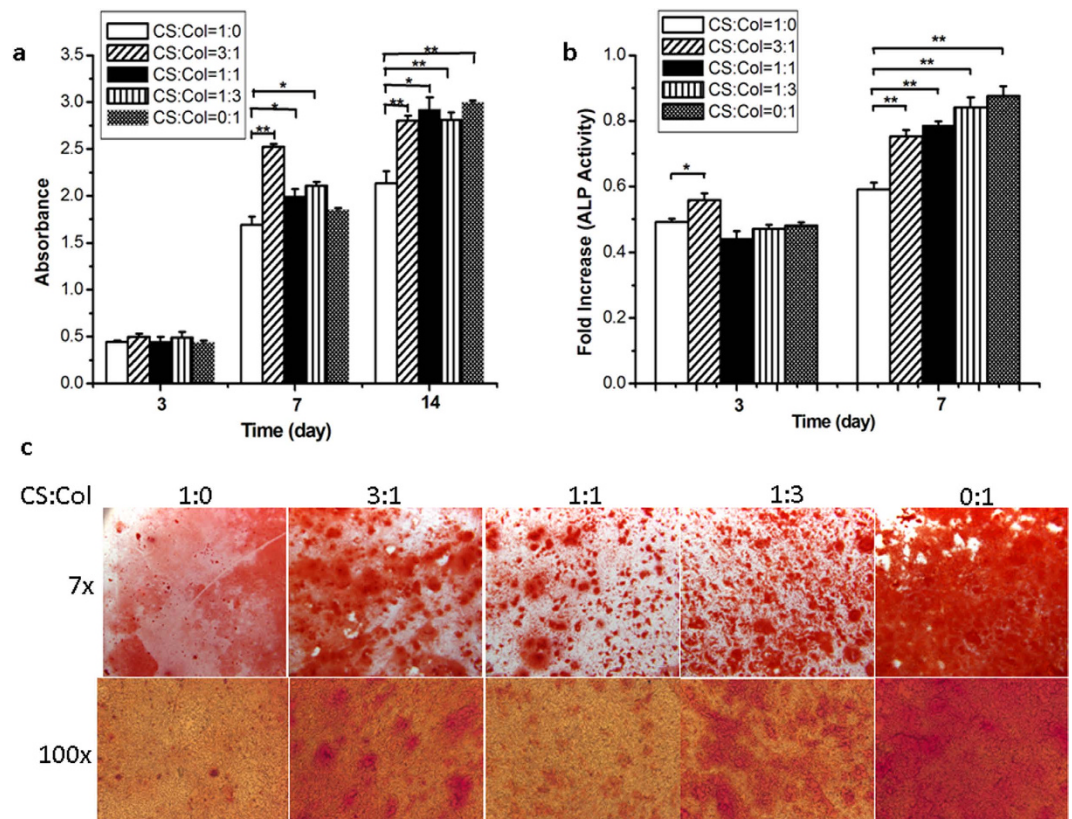 a
CS:Col=1:0
CS:Col=3:1
CS:Col=1:1
CS:Col=1:3
CS:Col=0:1
3.5
3.0
2.5
2.0
1.5
1.0
0.5
0.0
Absorbance
**
*
*
**
*
**
**
3
7
14
Time (day)
b
CS:Col=1:0
CS:Col=3:1
CS:Col=1:1
CS:Col=1:3
CS:Col=0:1
1.0
0.8
0.6
0.4
0.2
0.0
Fold Increase (ALP Activity)
*
**
**
**
**
3
7
Time (day)
c
CS:Col 1:0 3:1 1:1 1:3 0:1
7x
100x